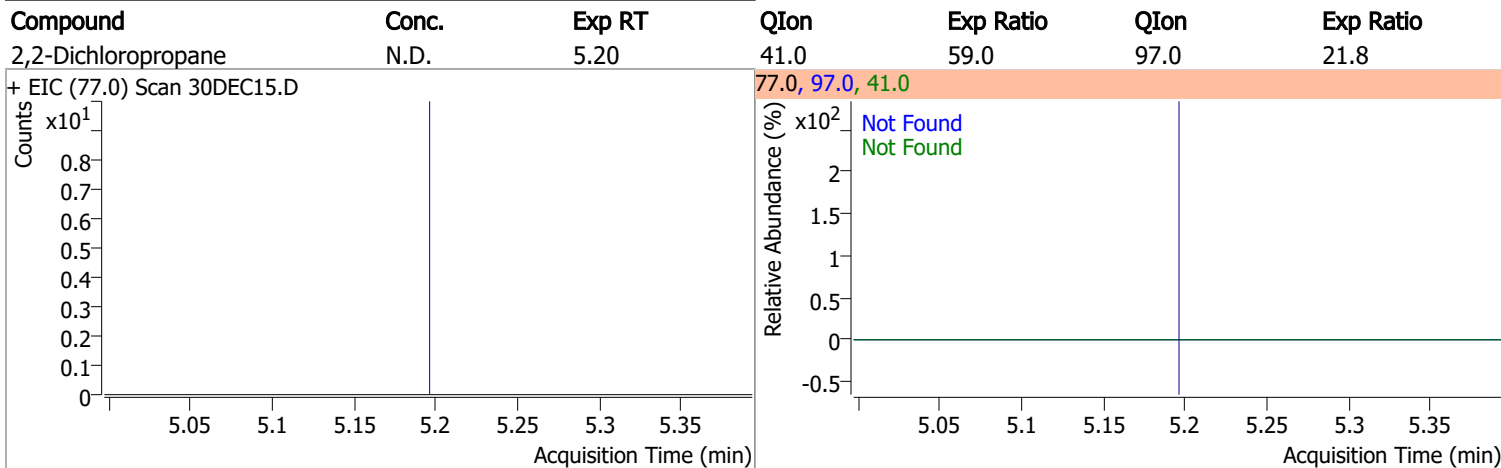 Compound Conc. Exp RT QIon Exp Ratio QIon Exp Ratio
2,2-Dichloropropane N.D. 5.20 41.0 59.0 97.0 21.8
+ EIC (77.0) Scan 30DEC15.D
Counts
x10¹
0.8
0.7
0.6
0.5
0.4
0.3
0.2
0.1
0
5.05 5.1 5.15 5.2 5.25 5.3 5.35
Acquisition Time (min)
77.0, 97.0, 41.0
Relative Abundance (%)
x10²
Not Found
Not Found
2
1.5
1
0.5
0
-0.5
5.05 5.1 5.15 5.2 5.25 5.3 5.35
Acquisition Time (min)